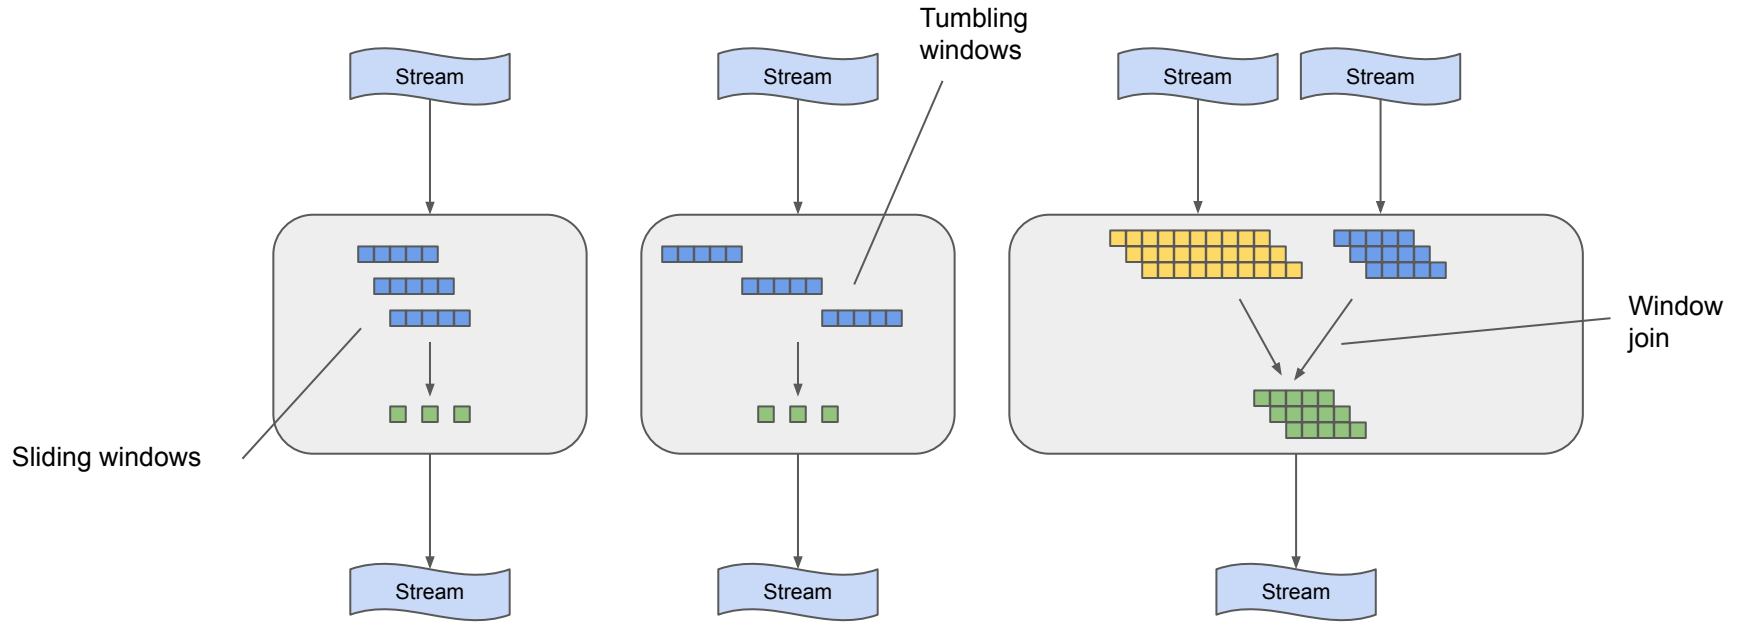 Tumbling
windows
Stream
Stream
Stream
Stream
Window
join
Sliding windows
Stream
Stream
Stream